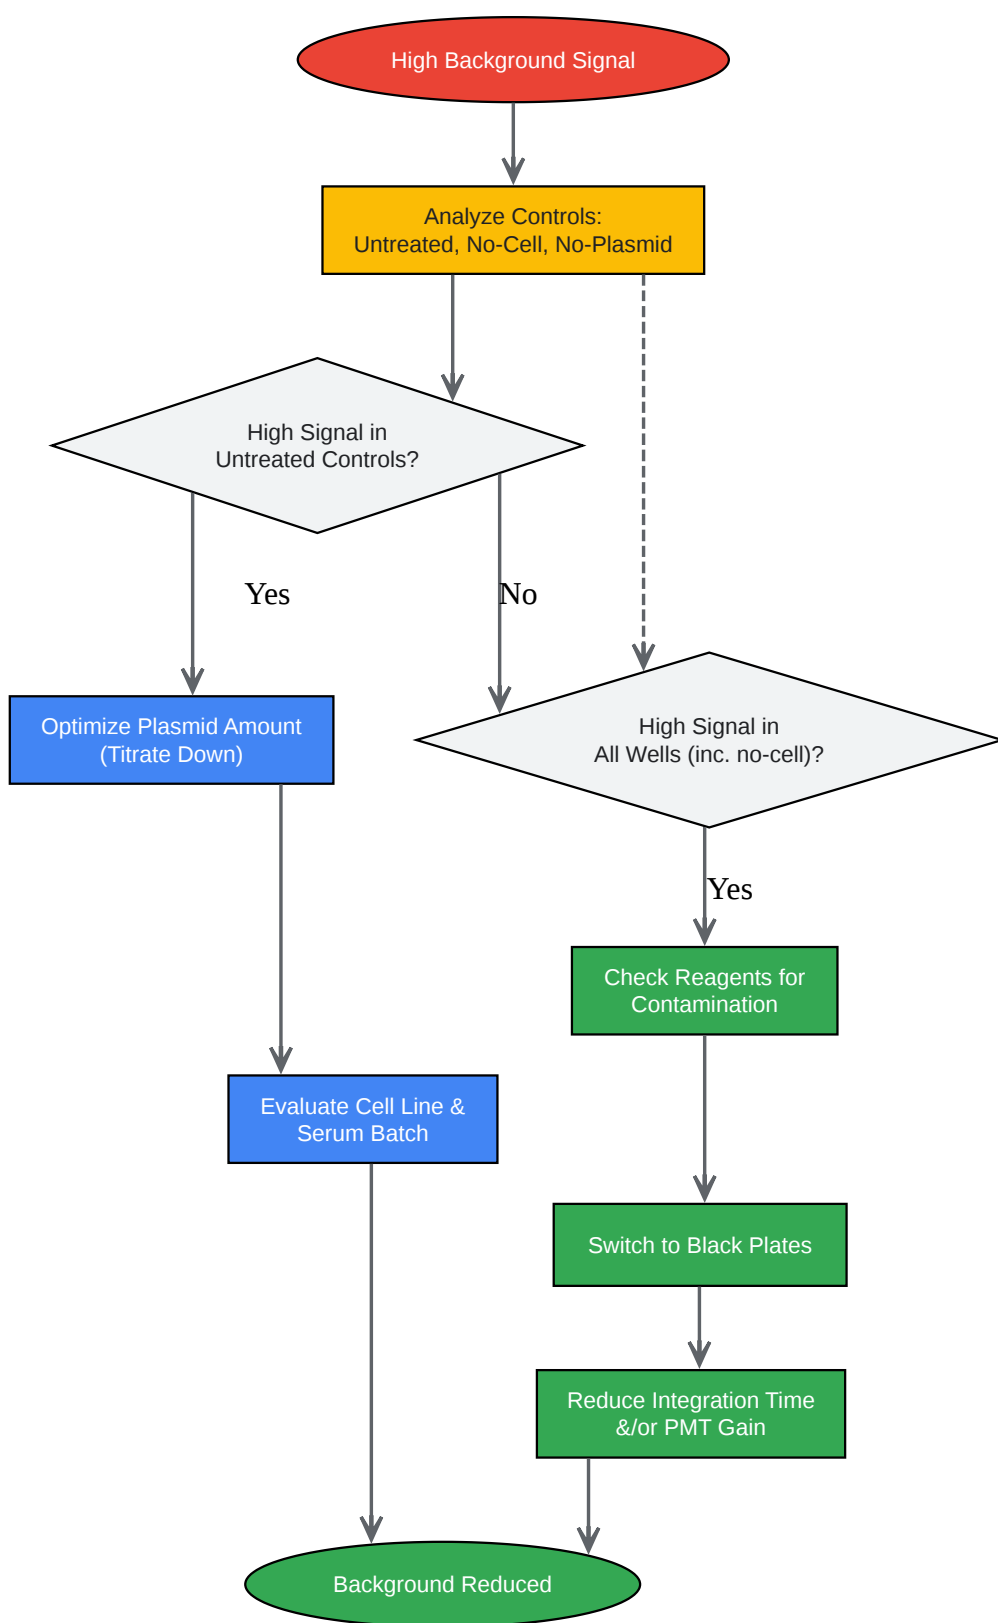 High Background Signal
Analyze Controls:
Untreated, No-Cell, No-Plasmid
High Signal in
Untreated Controls?
Yes
No
Optimize Plasmid Amount
(Titrate Down)
High Signal in
All Wells (inc. no-cell)?
Yes
Check Reagents for
Contamination
Evaluate Cell Line &
Serum Batch
Switch to Black Plates
Reduce Integration Time
&/or PMT Gain
Background Reduced